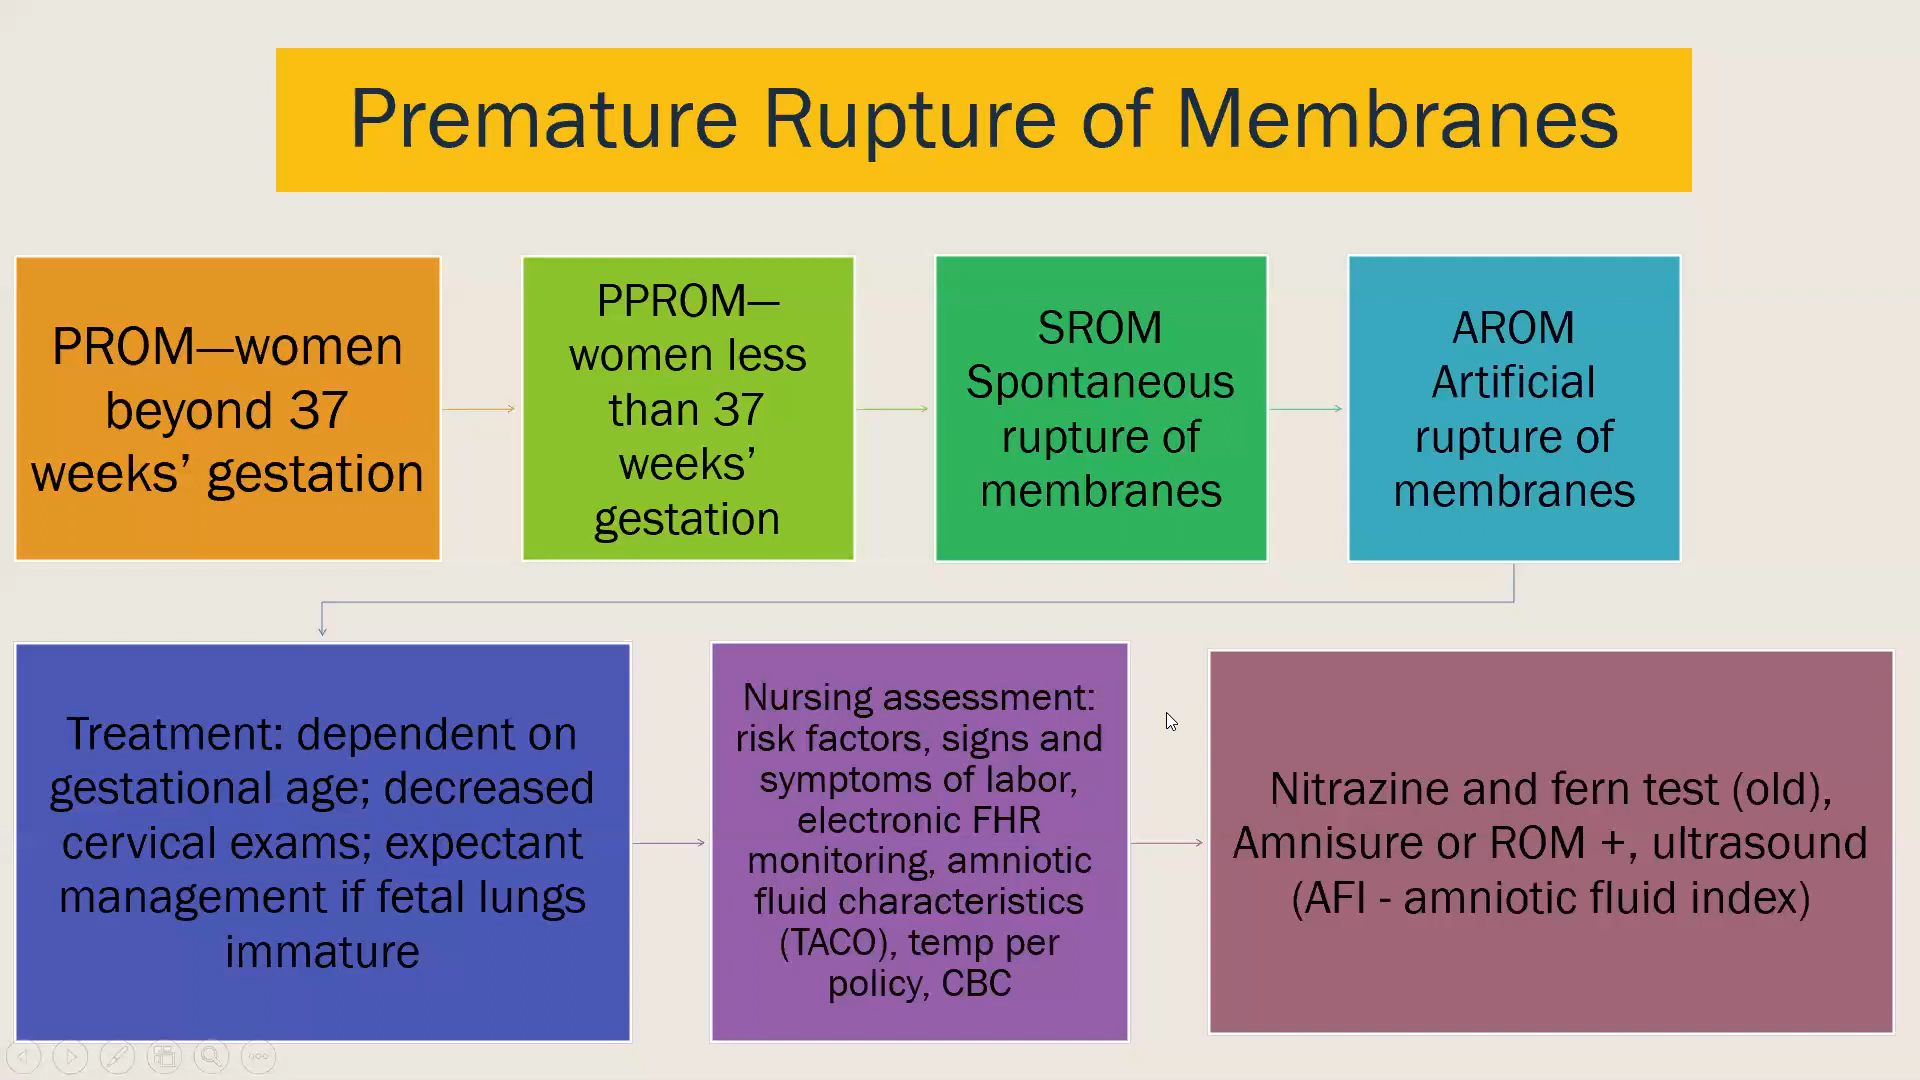 Premature Rupture of Membranes
PROM—women
beyond 37
weeks’ gestation
PPROM—
women less
than 37
weeks’
gestation
SROM
Spontaneous
rupture of
membranes
AROM
Artificial
rupture of
membranes
Treatment: dependent on
gestational age; decreased
cervical exams; expectant
management if fetal lungs
immature
Nursing assessment:
risk factors, signs and
symptoms of labor,
electronic FHR
monitoring, amniotic
fluid characteristics
(TACO), temp per
policy, CBC
Nitrazine and fern test (old),
Amnisure or ROM +, ultrasound
(AFI - amniotic fluid index)